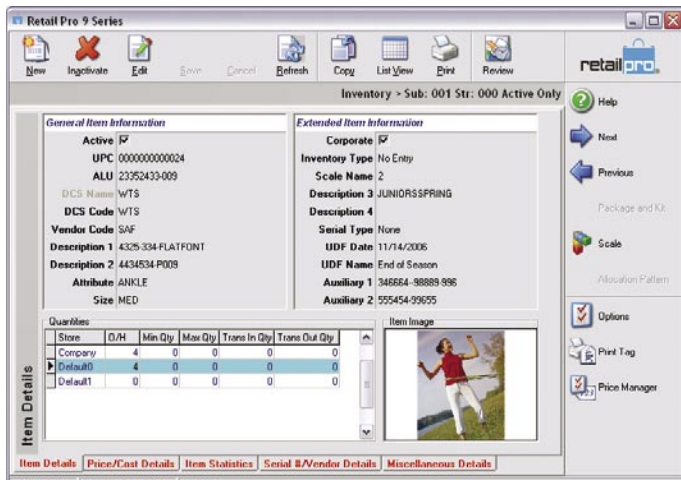 Retail Pro 9 Series
New Inactivate Edit Save Cancel Refresh Copy List View Print Review
retail pro.
Inventory > Sub: 001 Str: 000 Active Only
Help
Next
Previous
Package and Kit
Scale
Allocation Pattern
Options
Print Tag
Price Manager
Item Details
General Item Information
Active
UPC 0000000000024
ALU 23352433-009
DCS Name WTS
DCS Code WTS
Vendor Code SAF
Description 1 4325-334-FLATFONT
Description 2 4434534-P009
Attribute ANKLE
Size MED
Extended Item Information
Corporate
Inventory Type No Entry
Scale Name 2
Description 3 JUNIORSSPRING
Description 4
Serial Type None
UDF Date 11/14/2006
UDF Name End of Season
Auxiliary 1 346664--98889-996
Auxiliary 2 555454-99655
Quantities
Store O/H Min Qty Max Qty Trans In Qty Trans Out Qty
Company 4 0 0 0 0
Default0 4 0 0 0 0
Default1 0 0 0 0 0
Item Image
Item Details Price/Cost Details Item Statistics Serial #/Vendor Details Miscellaneous Details